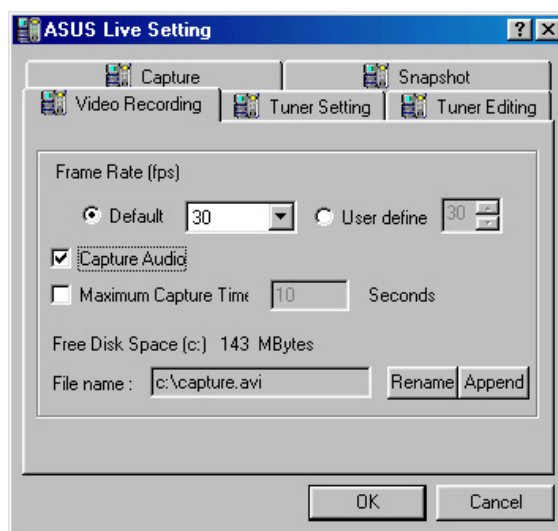 ASUS Live Setting
Capture Snapshot
Video Recording Tuner Setting Tuner Editing
Frame Rate (fps)
Default 30 User define 30
Capture Audio
Maximum Capture Time 10 Seconds
Free Disk Space (c:) 143 MBytes
File name : c:\capture.avi Rename Append
OK Cancel